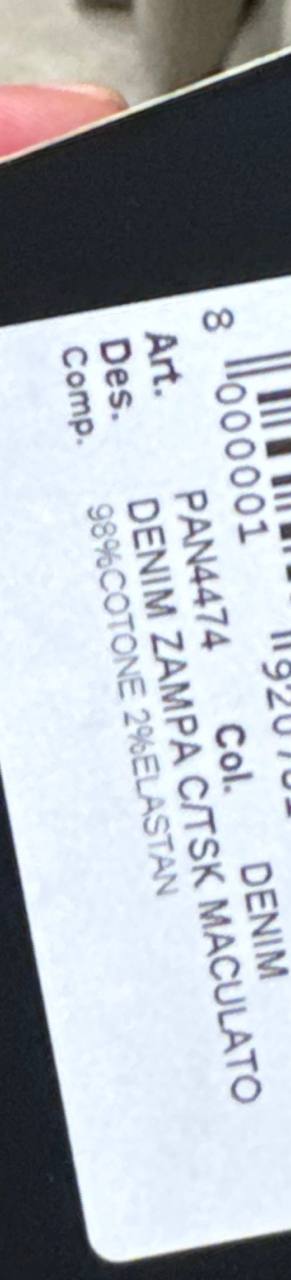 8 000001
Art. PAN4474 Col. DENIM
Des. DENIM ZAMPA C/TSK MACULATO
Comp. 98%COTONE 2%ELASTAN